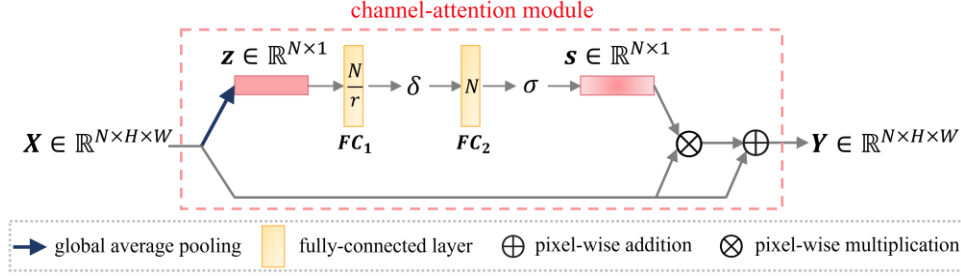 channel-attention module
z ∈ ℝ^{N×1}
s ∈ ℝ^{N×1}
N/r
δ
N
σ
FC₁
FC₂
X ∈ ℝ^{N×H×W}
⊗
⊕
Y ∈ ℝ^{N×H×W}
global average pooling
fully-connected layer
⊕ pixel-wise addition
⊗ pixel-wise multiplication